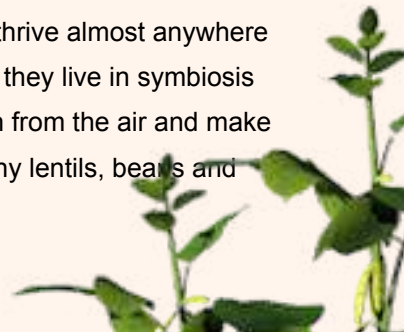 thrive almost anywhere
they live in symbiosis
from the air and make
lentils, beans and